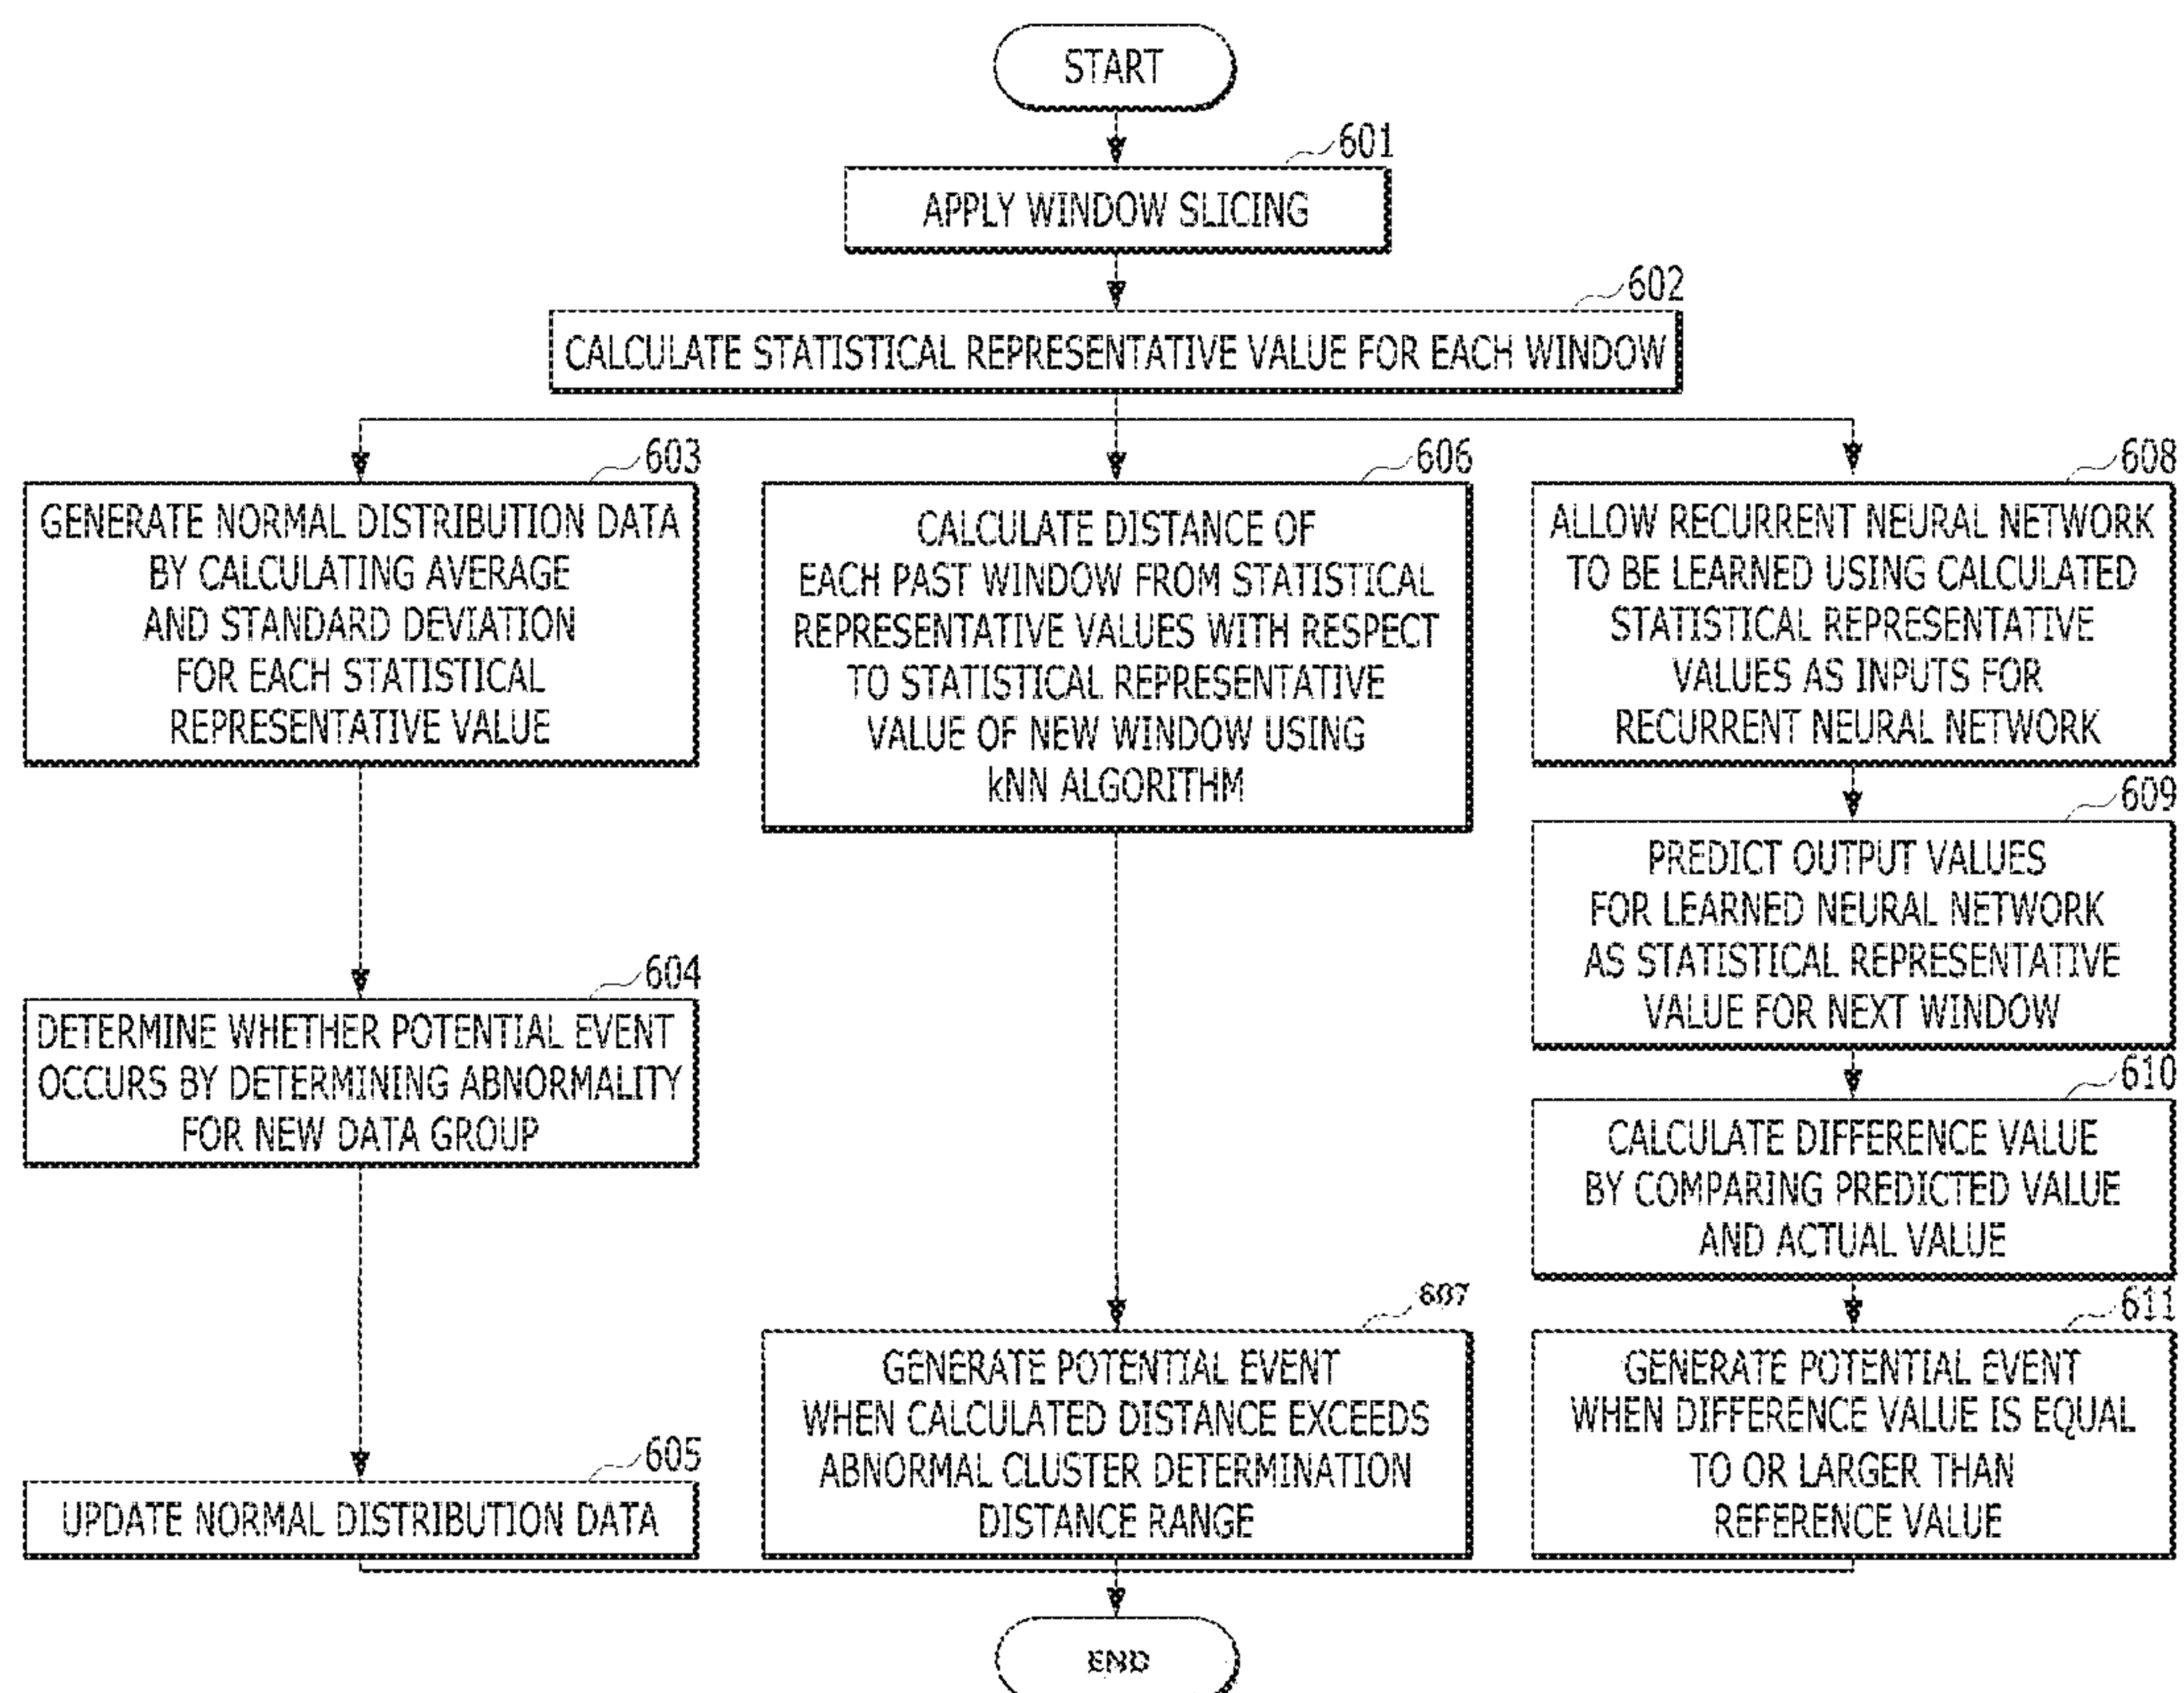 START
601
APPLY WINDOW SLICING
602
CALCULATE STATISTICAL REPRESENTATIVE VALUE FOR EACH WINDOW
603
GENERATE NORMAL DISTRIBUTION DATA
BY CALCULATING AVERAGE
AND STANDARD DEVIATION
FOR EACH STATISTICAL
REPRESENTATIVE VALUE
604
DETERMINE WHETHER POTENTIAL EVENT
OCCURS BY DETERMINING ABNORMALITY
FOR NEW DATA GROUP
605
UPDATE NORMAL DISTRIBUTION DATA
606
CALCULATE DISTANCE OF
EACH PAST WINDOW FROM STATISTICAL
REPRESENTATIVE VALUES WITH RESPECT
TO STATISTICAL REPRESENTATIVE
VALUE OF NEW WINDOW USING
kNN ALGORITHM
607
GENERATE POTENTIAL EVENT
WHEN CALCULATED DISTANCE EXCEEDS
ABNORMAL CLUSTER DETERMINATION
DISTANCE RANGE
608
ALLOW RECURRENT NEURAL NETWORK
TO BE LEARNED USING CALCULATED
STATISTICAL REPRESENTATIVE
VALUES AS INPUTS FOR
RECURRENT NEURAL NETWORK
609
PREDICT OUTPUT VALUES
FOR LEARNED NEURAL NETWORK
AS STATISTICAL REPRESENTATIVE
VALUE FOR NEXT WINDOW
610
CALCULATE DIFFERENCE VALUE
BY COMPARING PREDICTED VALUE
AND ACTUAL VALUE
611
GENERATE POTENTIAL EVENT
WHEN DIFFERENCE VALUE IS EQUAL
TO OR LARGER THAN
REFERENCE VALUE
END